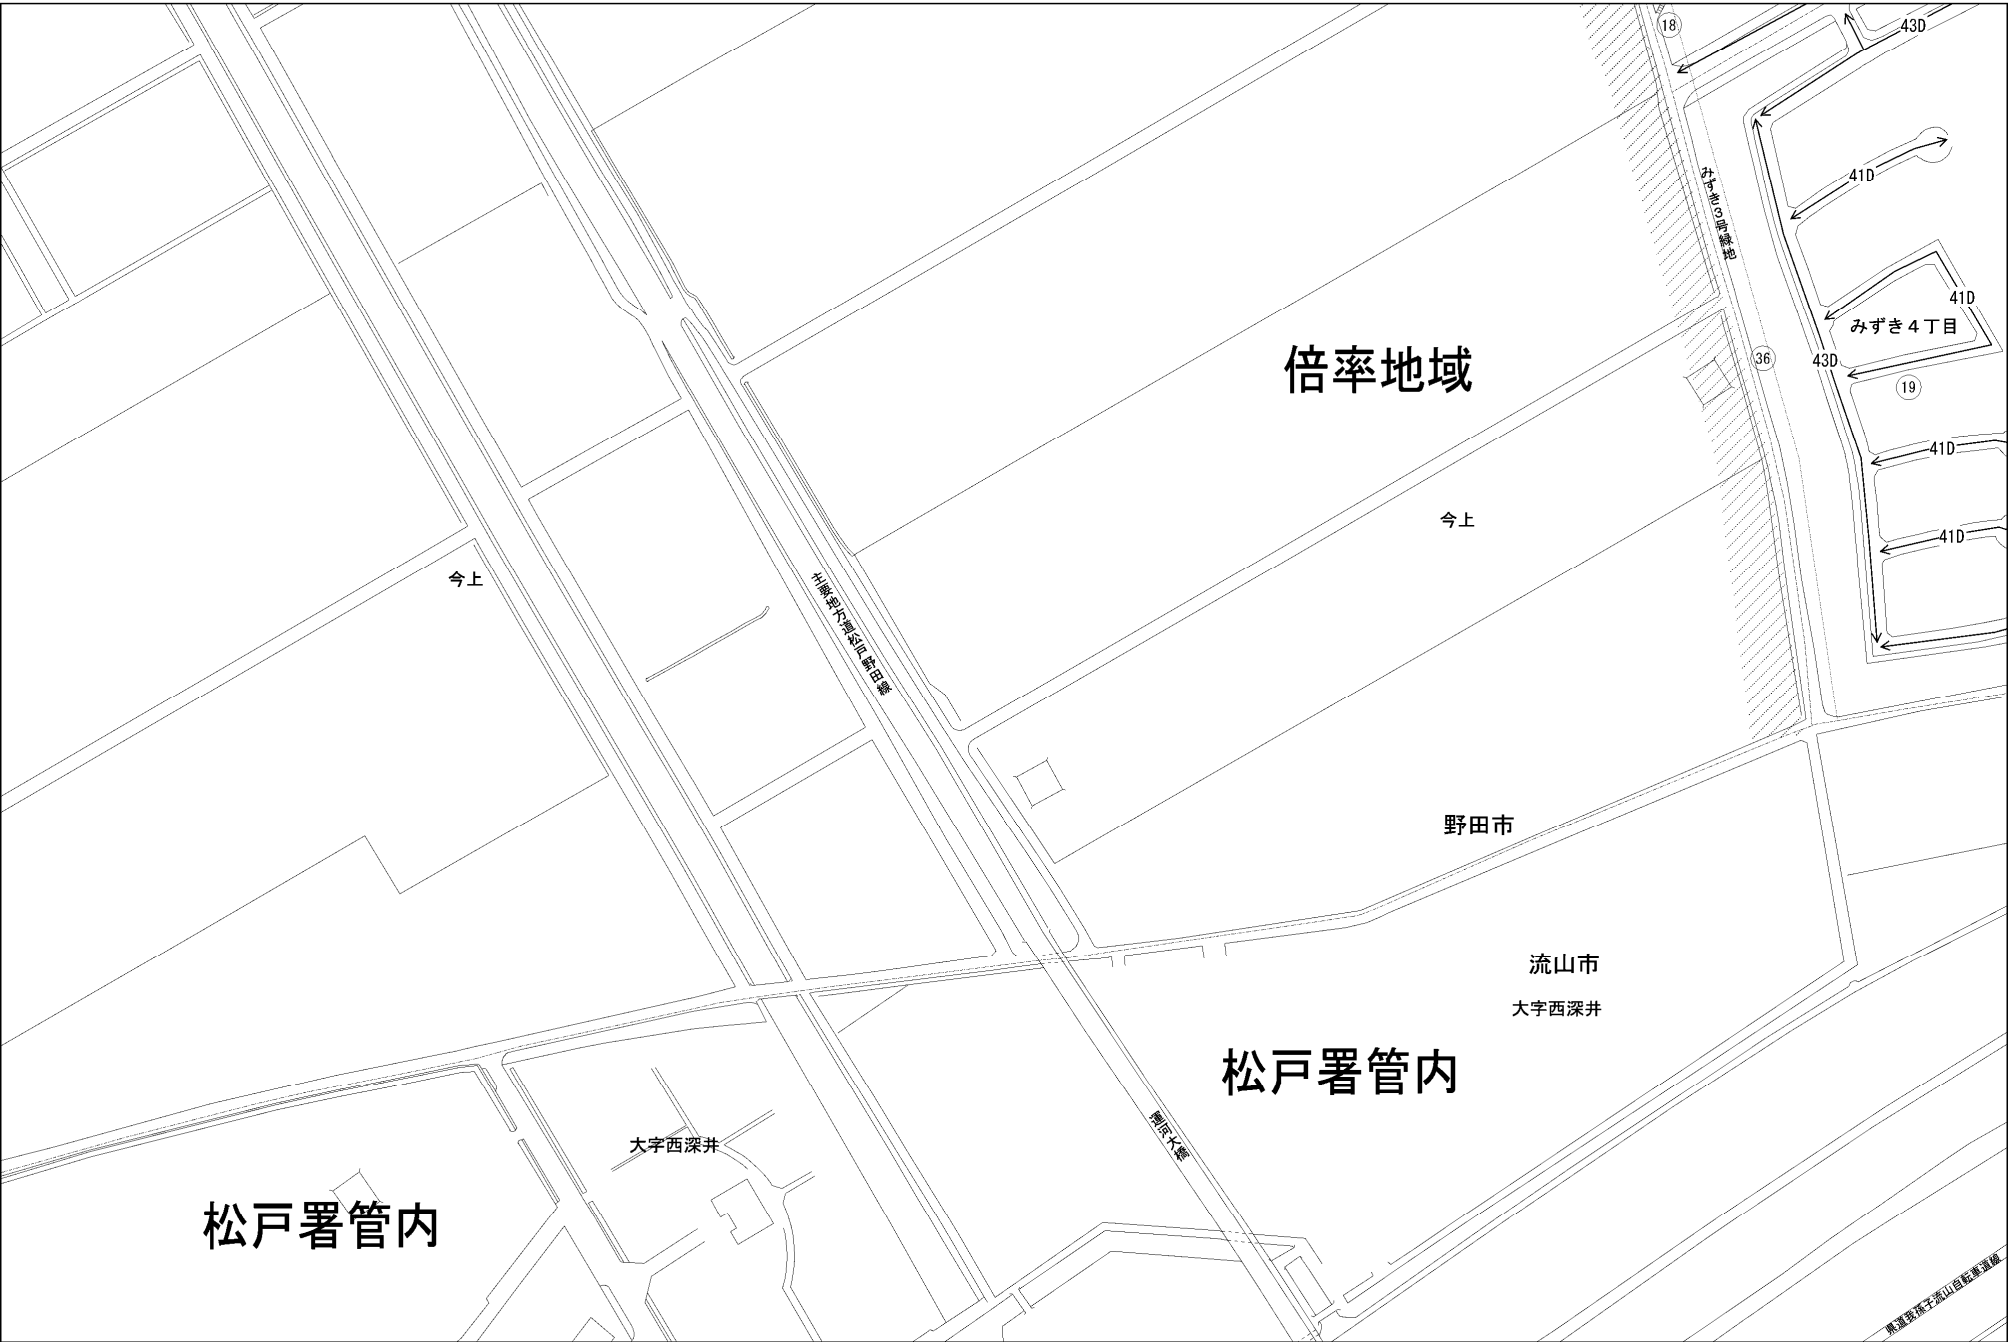 18
43D
41D
みずき3号緑地
41D
みずき4丁目
倍率地域
36
43D
19
41D
今上
41D
今上
主要地方道松戸野田線
野田市
流山市
大字西深井
松戸署管内
運河大橋
大字西深井
松戸署管内
県道我孫子流山自転車道線